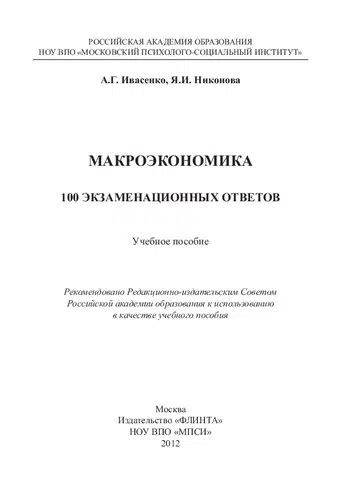 РОССИЙСКАЯ АКАДЕМИЯ ОБРАЗОВАНИЯ
НОУ ВПО «МОСКОВСКИЙ ПСИХОЛОГО-СОЦИАЛЬНЫЙ ИНСТИТУТ»
А.Г. Ивасенко, Я.И. Никонова
МАКРОЭКОНОМИКА
100 ЭКЗАМЕНАЦИОННЫХ ОТВЕТОВ
Учебное пособие
Рекомендовано Редакционно-издательским Советом
Российской академии образования к использованию
в качестве учебного пособия
Москва
Издательство «ФЛИНТА»
НОУ ВПО «МПСИ»
2012